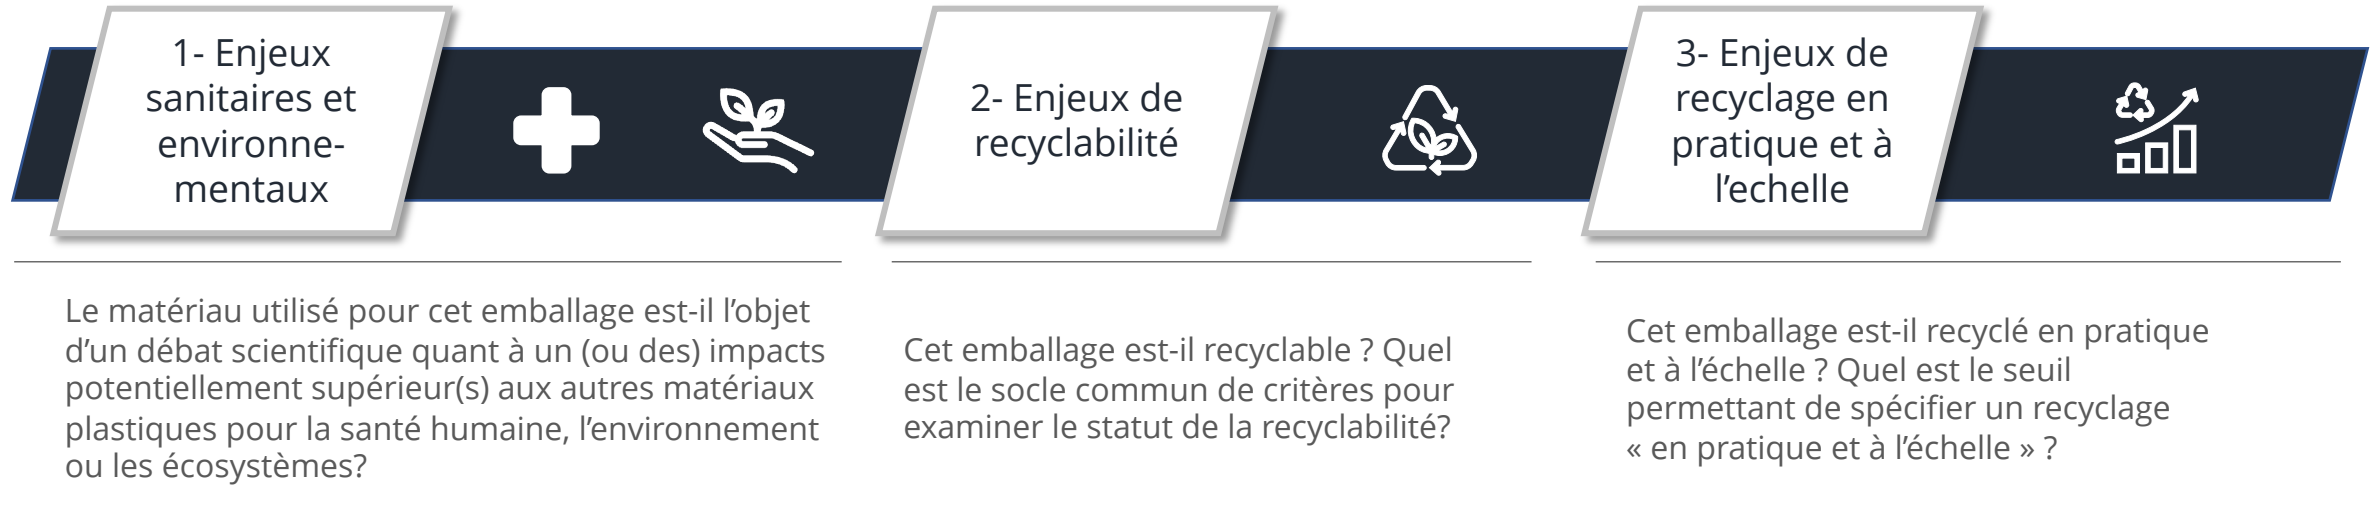 1- Enjeux
sanitaires et
environne-
mentaux
2- Enjeux de
recyclabilité
3- Enjeux de
recyclage en
pratique et à
l’echelle
Le matériau utilisé pour cet emballage est-il l’objet
d’un débat scientifique quant à un (ou des) impacts
potentiellement supérieur(s) aux autres matériaux
plastiques pour la santé humaine, l’environnement
ou les écosystèmes?
Cet emballage est-il recyclable ? Quel
est le socle commun de critères pour
examiner le statut de la recyclabilité?
Cet emballage est-il recyclé en pratique
et à l’échelle ? Quel est le seuil
permettant de spécifier un recyclage
« en pratique et à l’échelle » ?